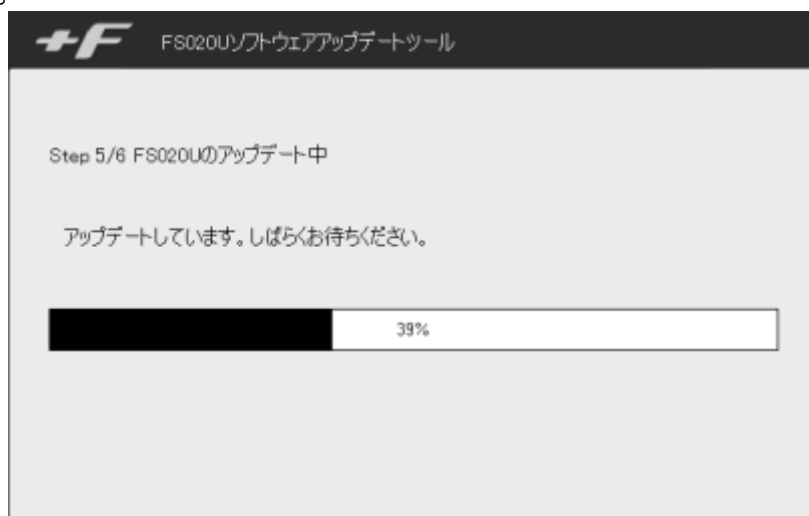 +F FS020Uソフトウェアアップデートツール
Step 5/6 FS020Uのアップデート中
アップデートしています。しばらくお待ちください。
39%